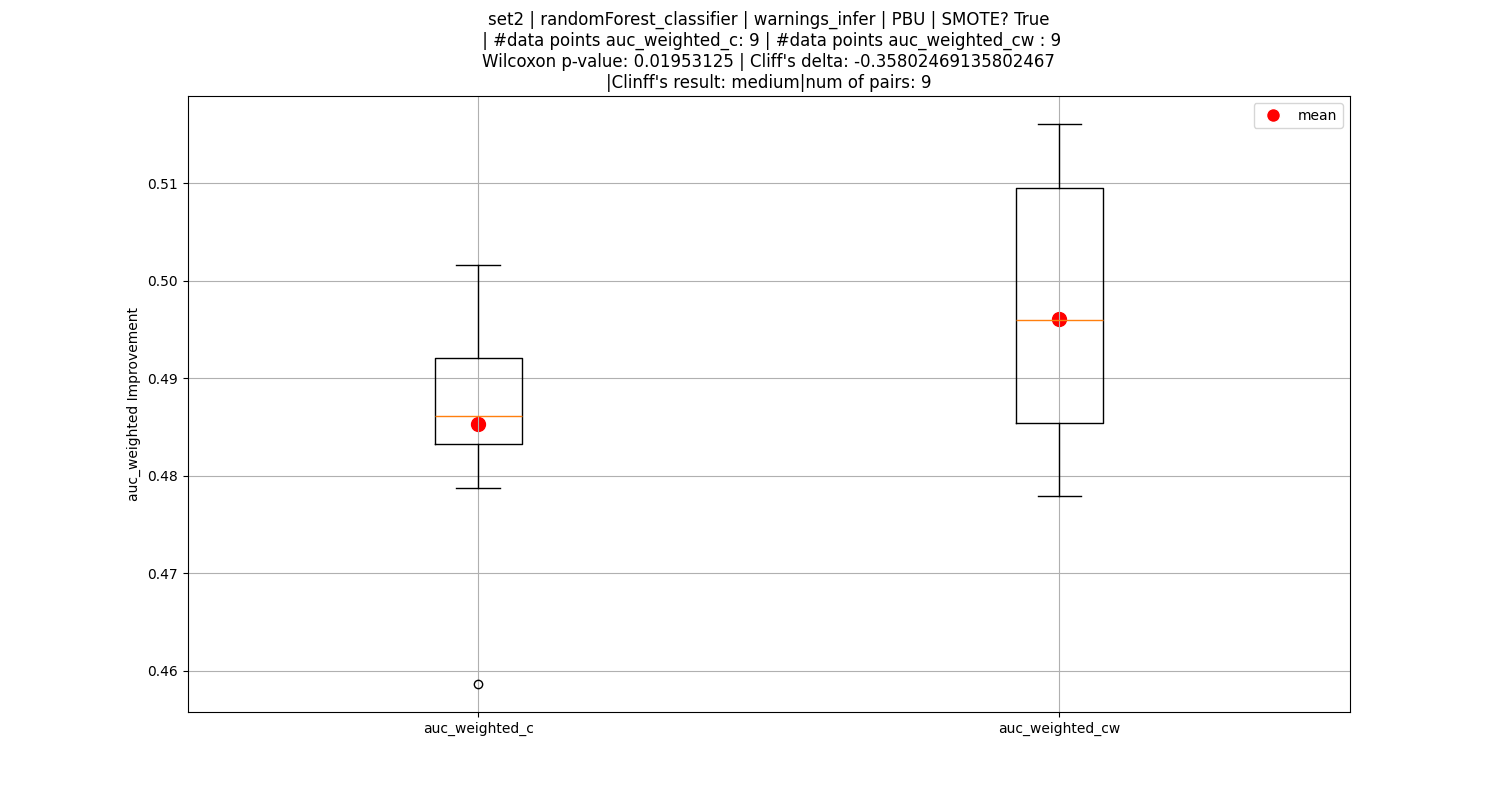 set2 | randomForest_classifier | warnings_infer | PBU | SMOTE? True
| #data points auc_weighted_c: 9 | #data points auc_weighted_cw : 9
Wilcoxon p-value: 0.01953125 | Cliff's delta: -0.35802469135802467
|Clinff's result: medium|num of pairs: 9
mean
0.51
0.50
0.49
0.48
0.47
0.46
auc_weighted Improvement
auc_weighted_c
auc_weighted_cw